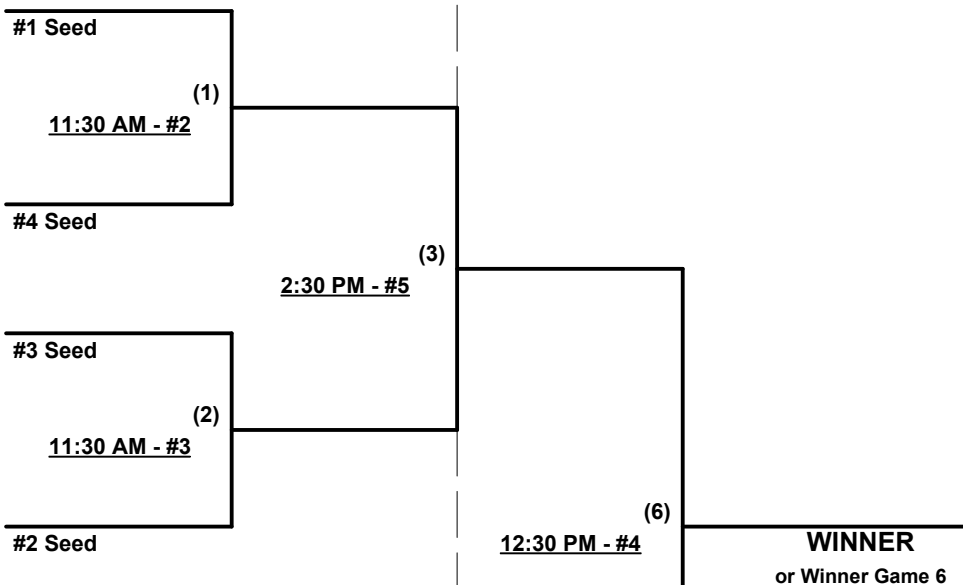 #1 Seed
(1)
11:30 AM - #2
#4 Seed
(3)
2:30 PM - #5
#3 Seed
(2)
11:30 AM - #3
#2 Seed
(6)
12:30 PM - #4
WINNER
or Winner Game 6